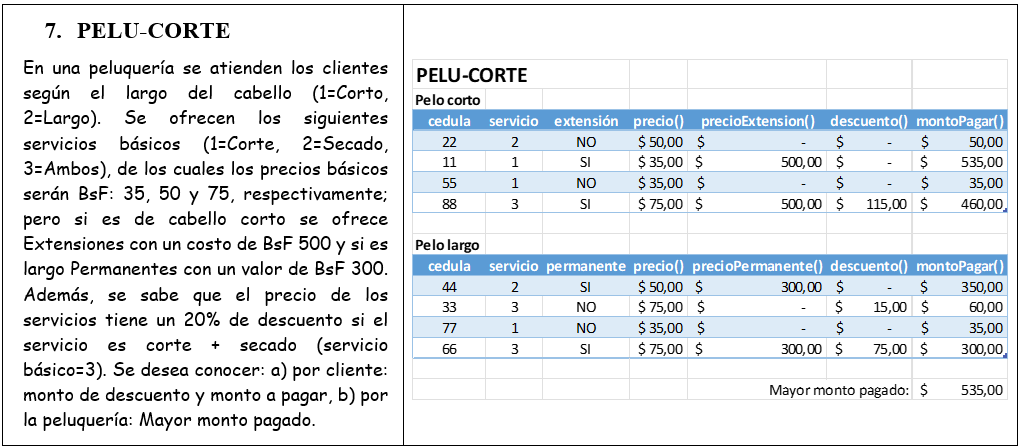 7. PELU-CORTE
En una peluquería se atienden los clientes
según el largo del cabello (1=Corto,
2=Largo). Se ofrecen los siguientes
servicios básicos (1=Corte, 2=Secado,
3=Ambos), de los cuales los precios básicos
serán BsF: 35, 50 y 75, respectivamente;
pero si es de cabello corto se ofrece
Extensiones con un costo de BsF 500 y si es
largo Permanentes con un valor de BsF 300.
Además, se sabe que el precio de los
servicios tiene un 20% de descuento si el
servicio es corte + secado (servicio
básico=3). Se desea conocer: a) por cliente:
monto de descuento y monto a pagar, b) por
la peluquería: Mayor monto pagado.
PELU-CORTE
Pelo corto
cedula servicio extensión precio() precioExtension() descuento() montoPagar()
22 2 NO $ 50,00 $ - $ - $ 50,00
11 1 SI $ 35,00 $ 500,00 $ - $ 535,00
55 1 NO $ 35,00 $ - $ - $ 35,00
88 3 SI $ 75,00 $ 500,00 $ 115,00 $ 460,00
Pelo largo
cedula servicio permanente precio() precioPermanente() descuento() montoPagar()
44 2 SI $ 50,00 $ 300,00 $ - $ 350,00
33 3 NO $ 75,00 $ - $ 15,00 $ 60,00
77 1 NO $ 35,00 $ - $ - $ 35,00
66 3 SI $ 75,00 $ 300,00 $ 75,00 $ 300,00
Mayor monto pagado: $ 535,00